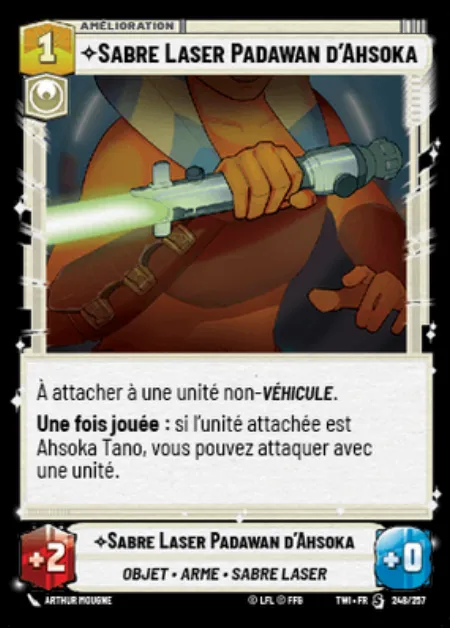 AMÉLIORATION
1
✧SABRE LASER PADAWAN D'AHSOKA
À attacher à une unité non-VÉHICULE.
Une fois jouée : si l'unité attachée est
Ahsoka Tano, vous pouvez attaquer avec
une unité.
+2
✧SABRE LASER PADAWAN D'AHSOKA
+0
OBJET • ARME • SABRE LASER
ARTHUR MOUGNE
© LFL © FFG
TWI • FR
248/257